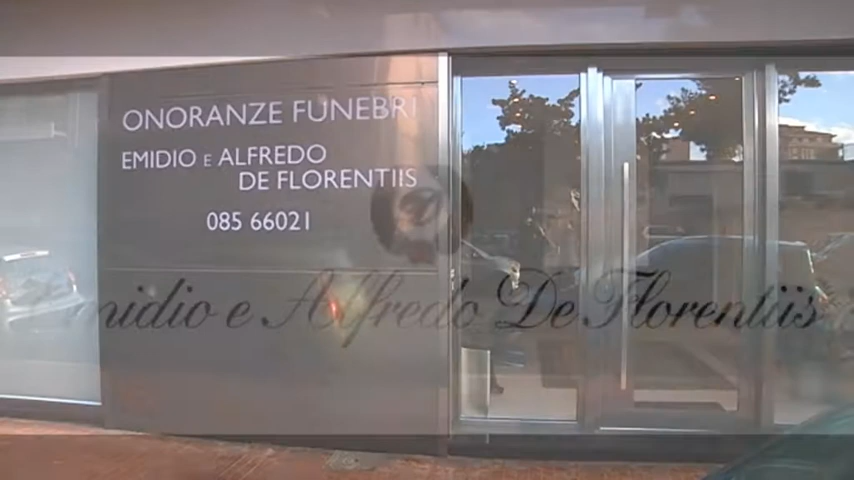 ONORANZE FUNEBRI
EMIDIO E ALFREDO
DE FLORENTIIS
085 66021
Emidio e Alfredo De Florentiis